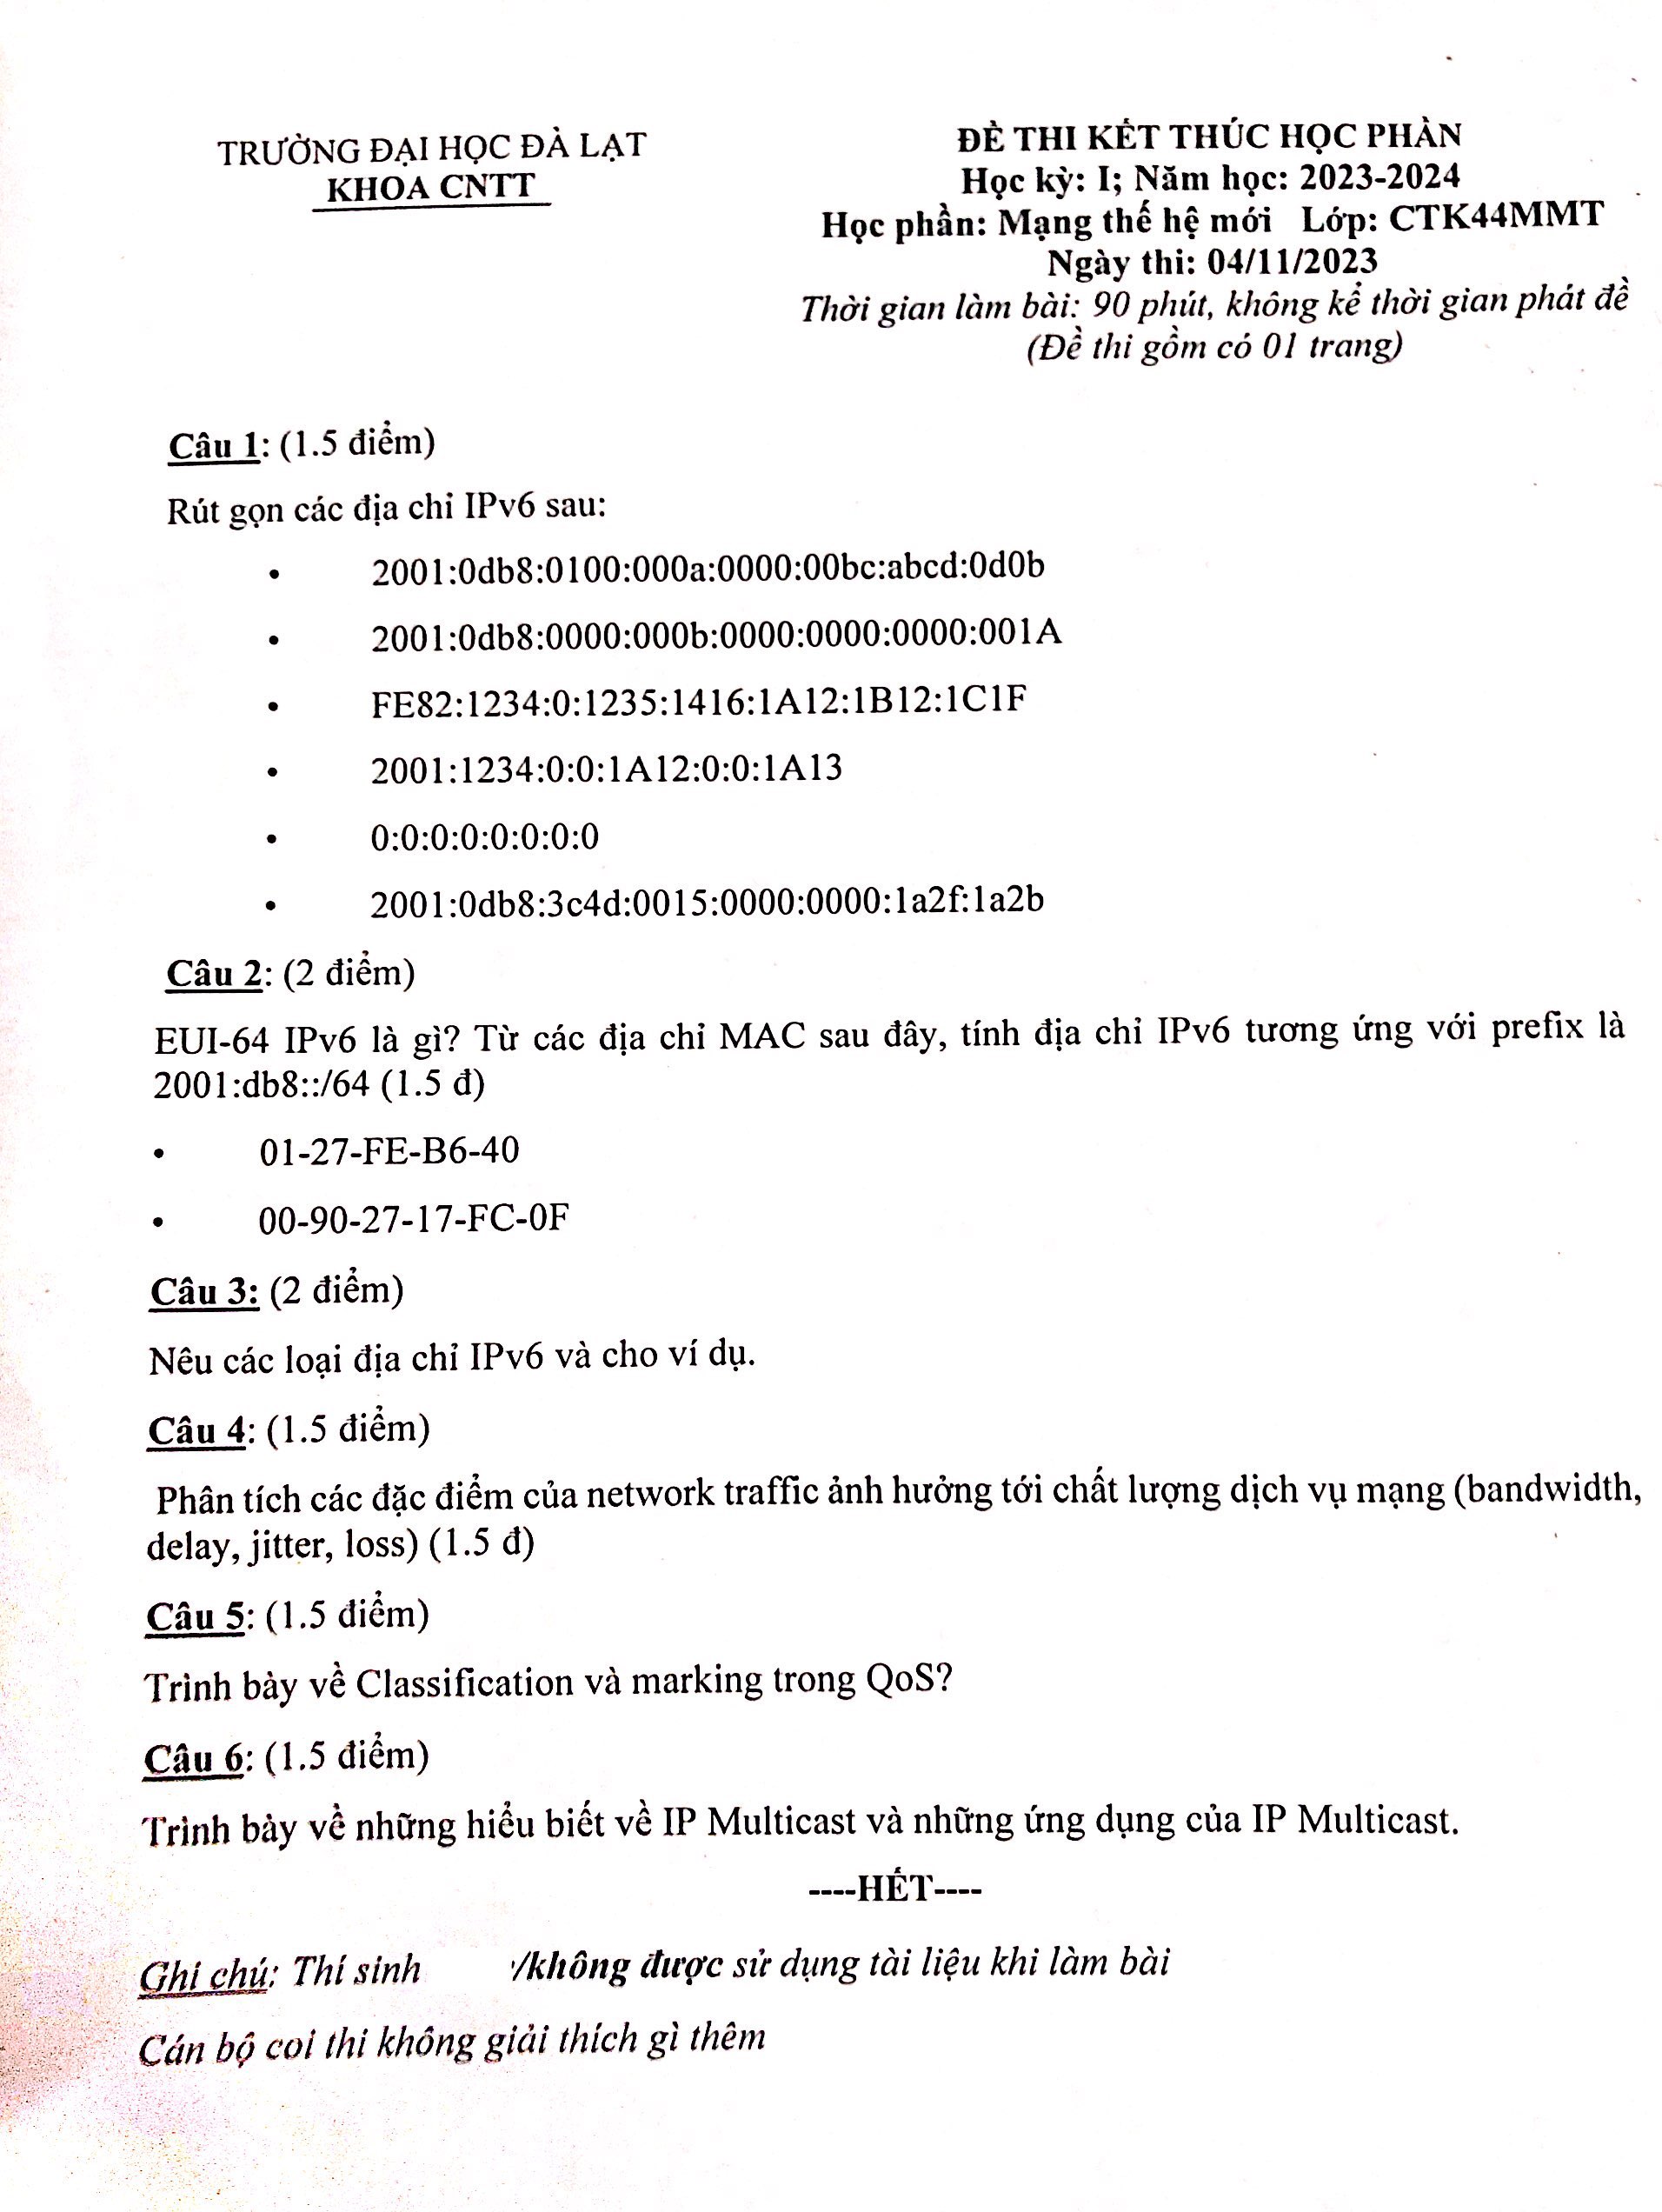 TRƯỜNG ĐẠI HỌC ĐÀ LẠT
KHOA CNTT
ĐỀ THI KẾT THÚC HỌC PHẦN
Học kỳ: I; Năm học: 2023-2024
Học phần: Mạng thế hệ mới Lớp: CTK44MMT
Ngày thi: 04/11/2023
Thời gian làm bài: 90 phút, không kể thời gian phát đề
(Đề thi gồm có 01 trang)
Câu 1: (1.5 điểm)
Rút gọn các địa chỉ IPv6 sau:
• 2001:0db8:0100:000a:0000:00bc:abcd:0d0b
• 2001:0db8:0000:000b:0000:0000:0000:001A
• FE82:1234:0:1235:1416:1A12:1B12:1C1F
• 2001:1234:0:0:1A12:0:0:1A13
• 0:0:0:0:0:0:0:0
• 2001:0db8:3c4d:0015:0000:0000:1a2f:1a2b
Câu 2: (2 điểm)
EUI-64 IPv6 là gì? Từ các địa chỉ MAC sau đây, tính địa chỉ IPv6 tương ứng với prefix là
2001:db8::/64 (1.5 đ)
• 01-27-FE-B6-40
• 00-90-27-17-FC-0F
Câu 3: (2 điểm)
Nêu các loại địa chỉ IPv6 và cho ví dụ.
Câu 4: (1.5 điểm)
Phân tích các đặc điểm của network traffic ảnh hưởng tới chất lượng dịch vụ mạng (bandwidth,
delay, jitter, loss) (1.5 đ)
Câu 5: (1.5 điểm)
Trình bày về Classification và marking trong QoS?
Câu 6: (1.5 điểm)
Trình bày về những hiểu biết về IP Multicast và những ứng dụng của IP Multicast.
----HẾT----
Ghi chú: Thí sinh /không được sử dụng tài liệu khi làm bài
Cán bộ coi thi không giải thích gì thêm